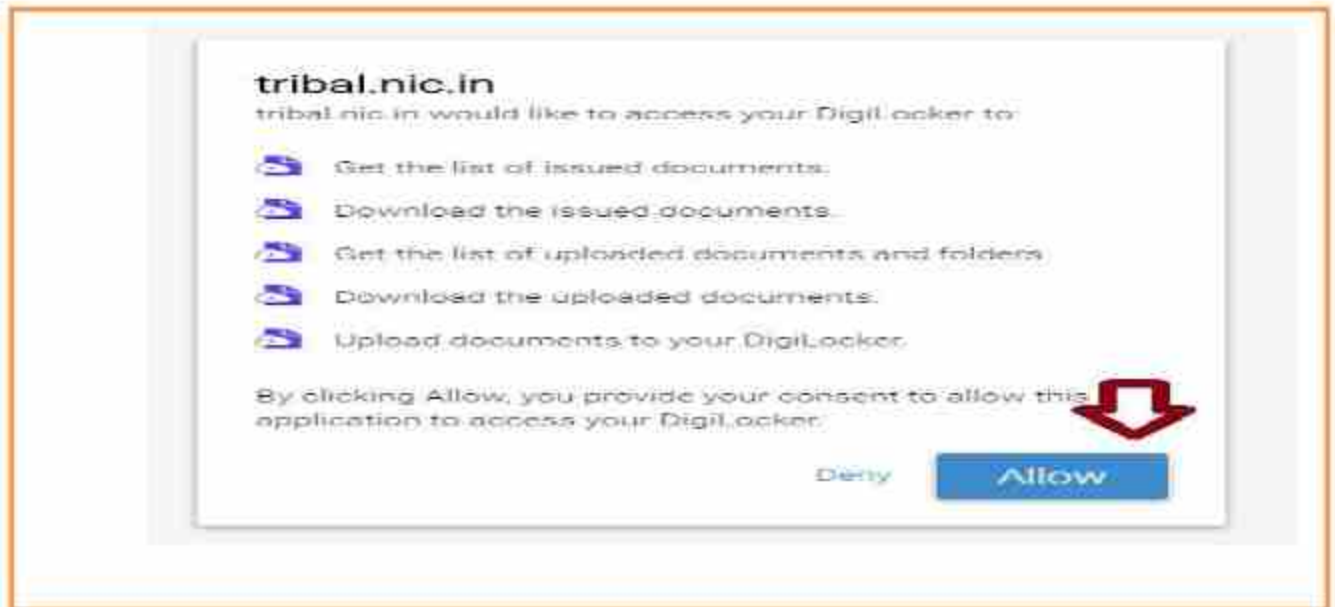 tribal.nic.in
tribal.nic.in would like to access your DigiLocker to:
Get the list of issued documents.
Download the issued documents.
Get the list of uploaded documents and folders
Download the uploaded documents.
Upload documents to your DigiLocker.
By clicking Allow, you provide your consent to allow this
application to access your DigiLocker.
Deny
Allow